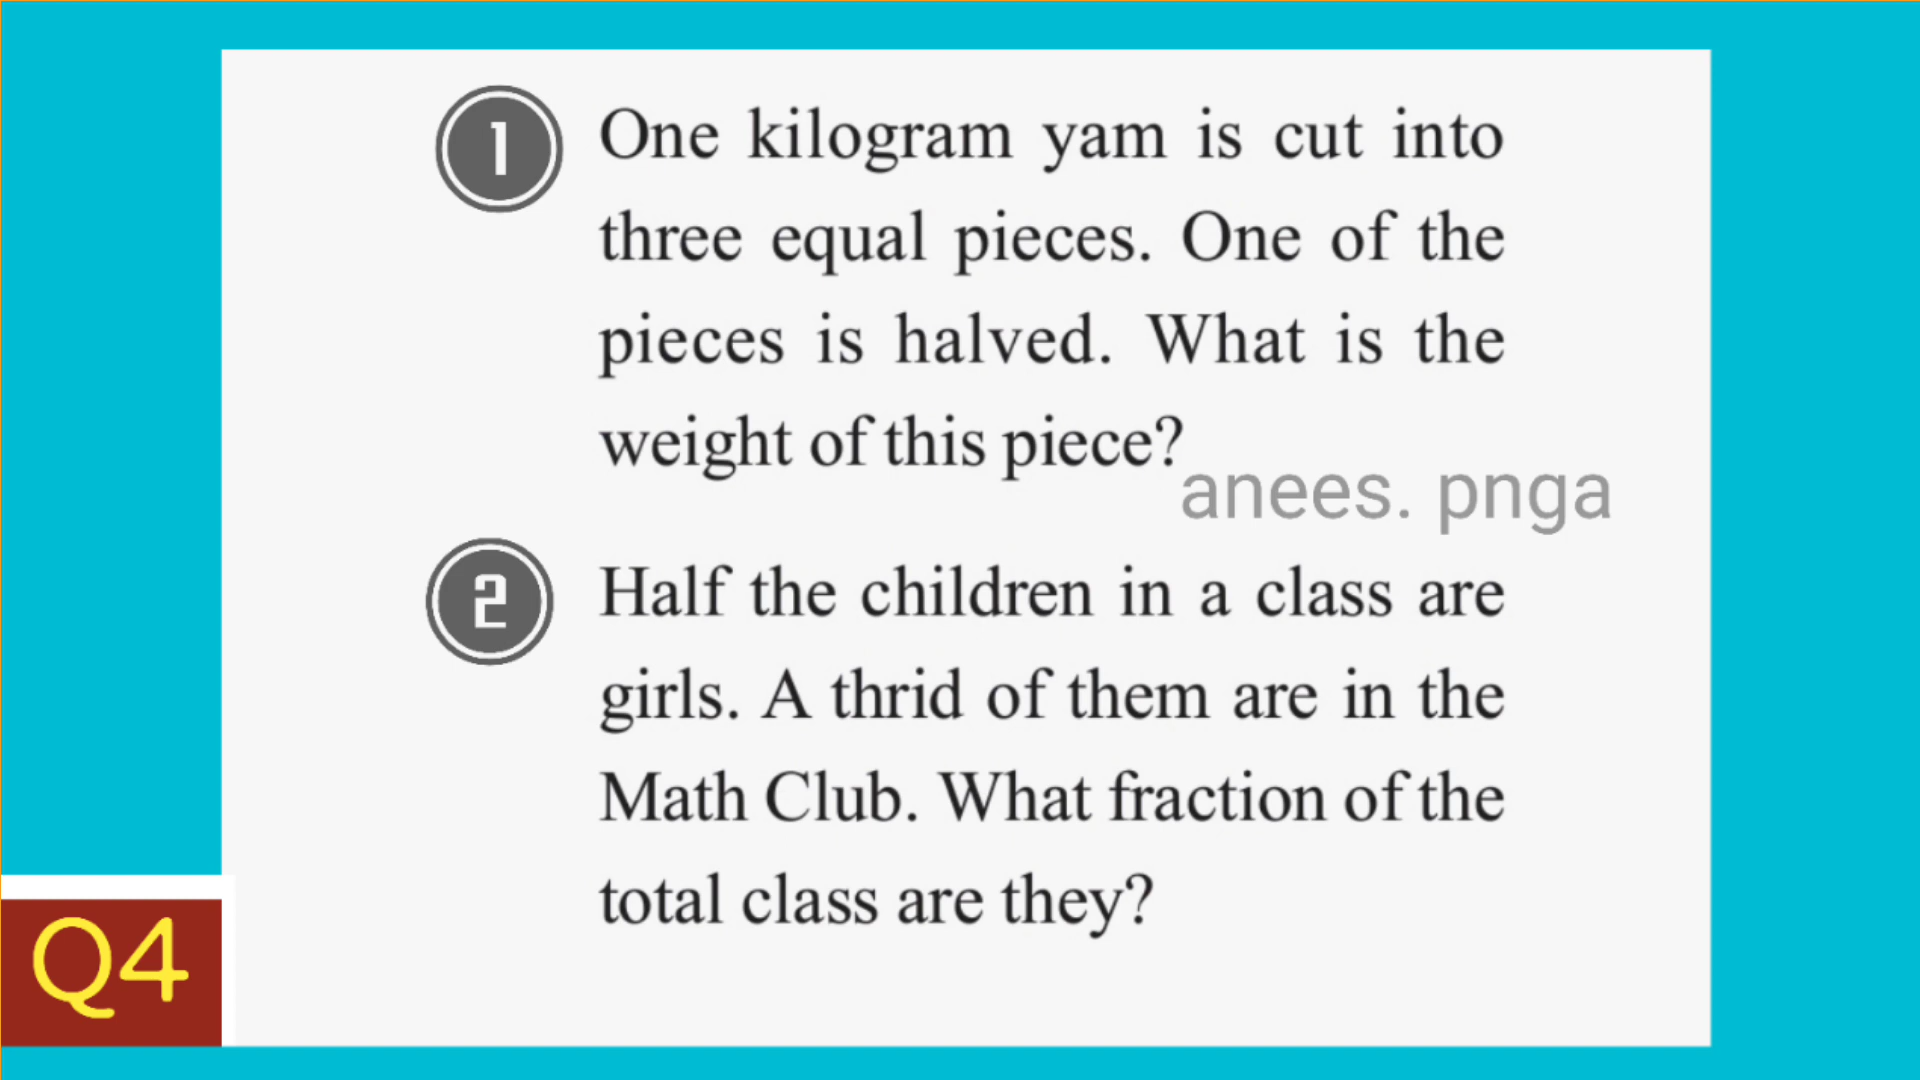 1
One kilogram yam is cut into
three equal pieces. One of the
pieces is halved. What is the
weight of this piece?
anees. pnga
2
Half the children in a class are
girls. A thrid of them are in the
Math Club. What fraction of the
total class are they?
Q4